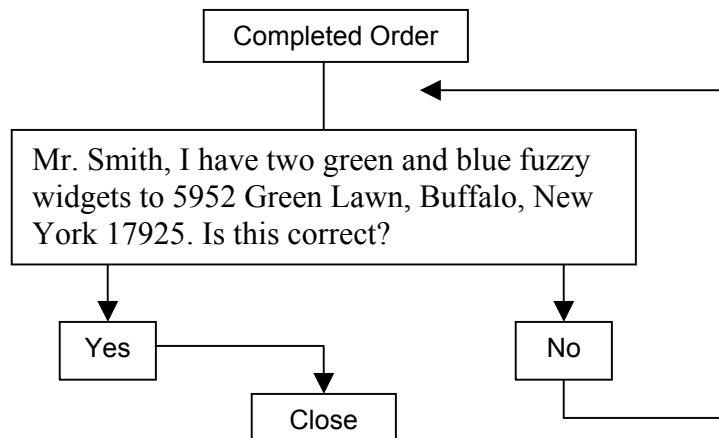 Completed Order
Mr. Smith, I have two green and blue fuzzy
widgets to 5952 Green Lawn, Buffalo, New
York 17925. Is this correct?
Yes
No
Close